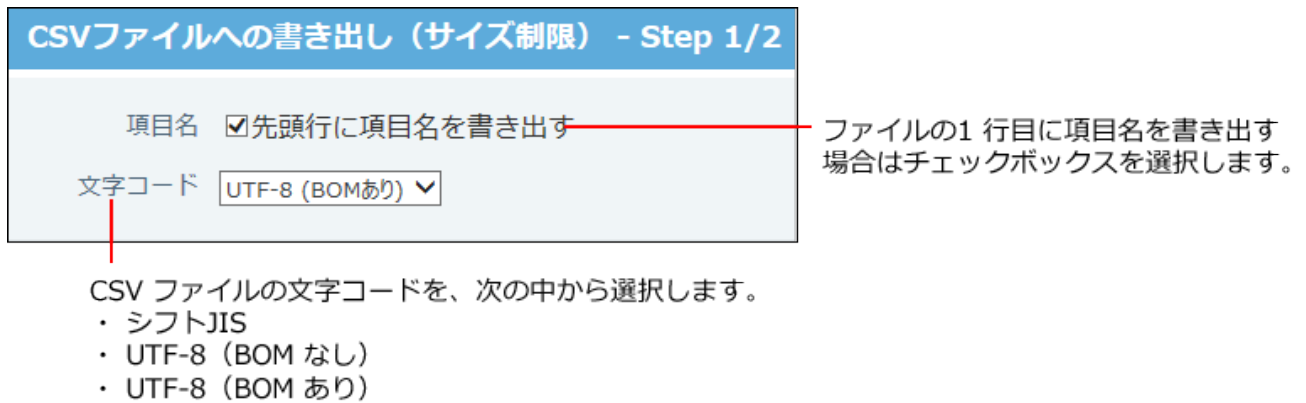 CSVファイルへの書き出し（サイズ制限） - Step 1/2
項目名 先頭行に項目名を書き出す
ファイルの1 行目に項目名を書き出す
場合はチェックボックスを選択します。
文字コード UTF-8 (BOMあり)
CSV ファイルの文字コードを、次の中から選択します。
・ シフトJIS
・ UTF-8（BOM なし）
・ UTF-8（BOM あり）